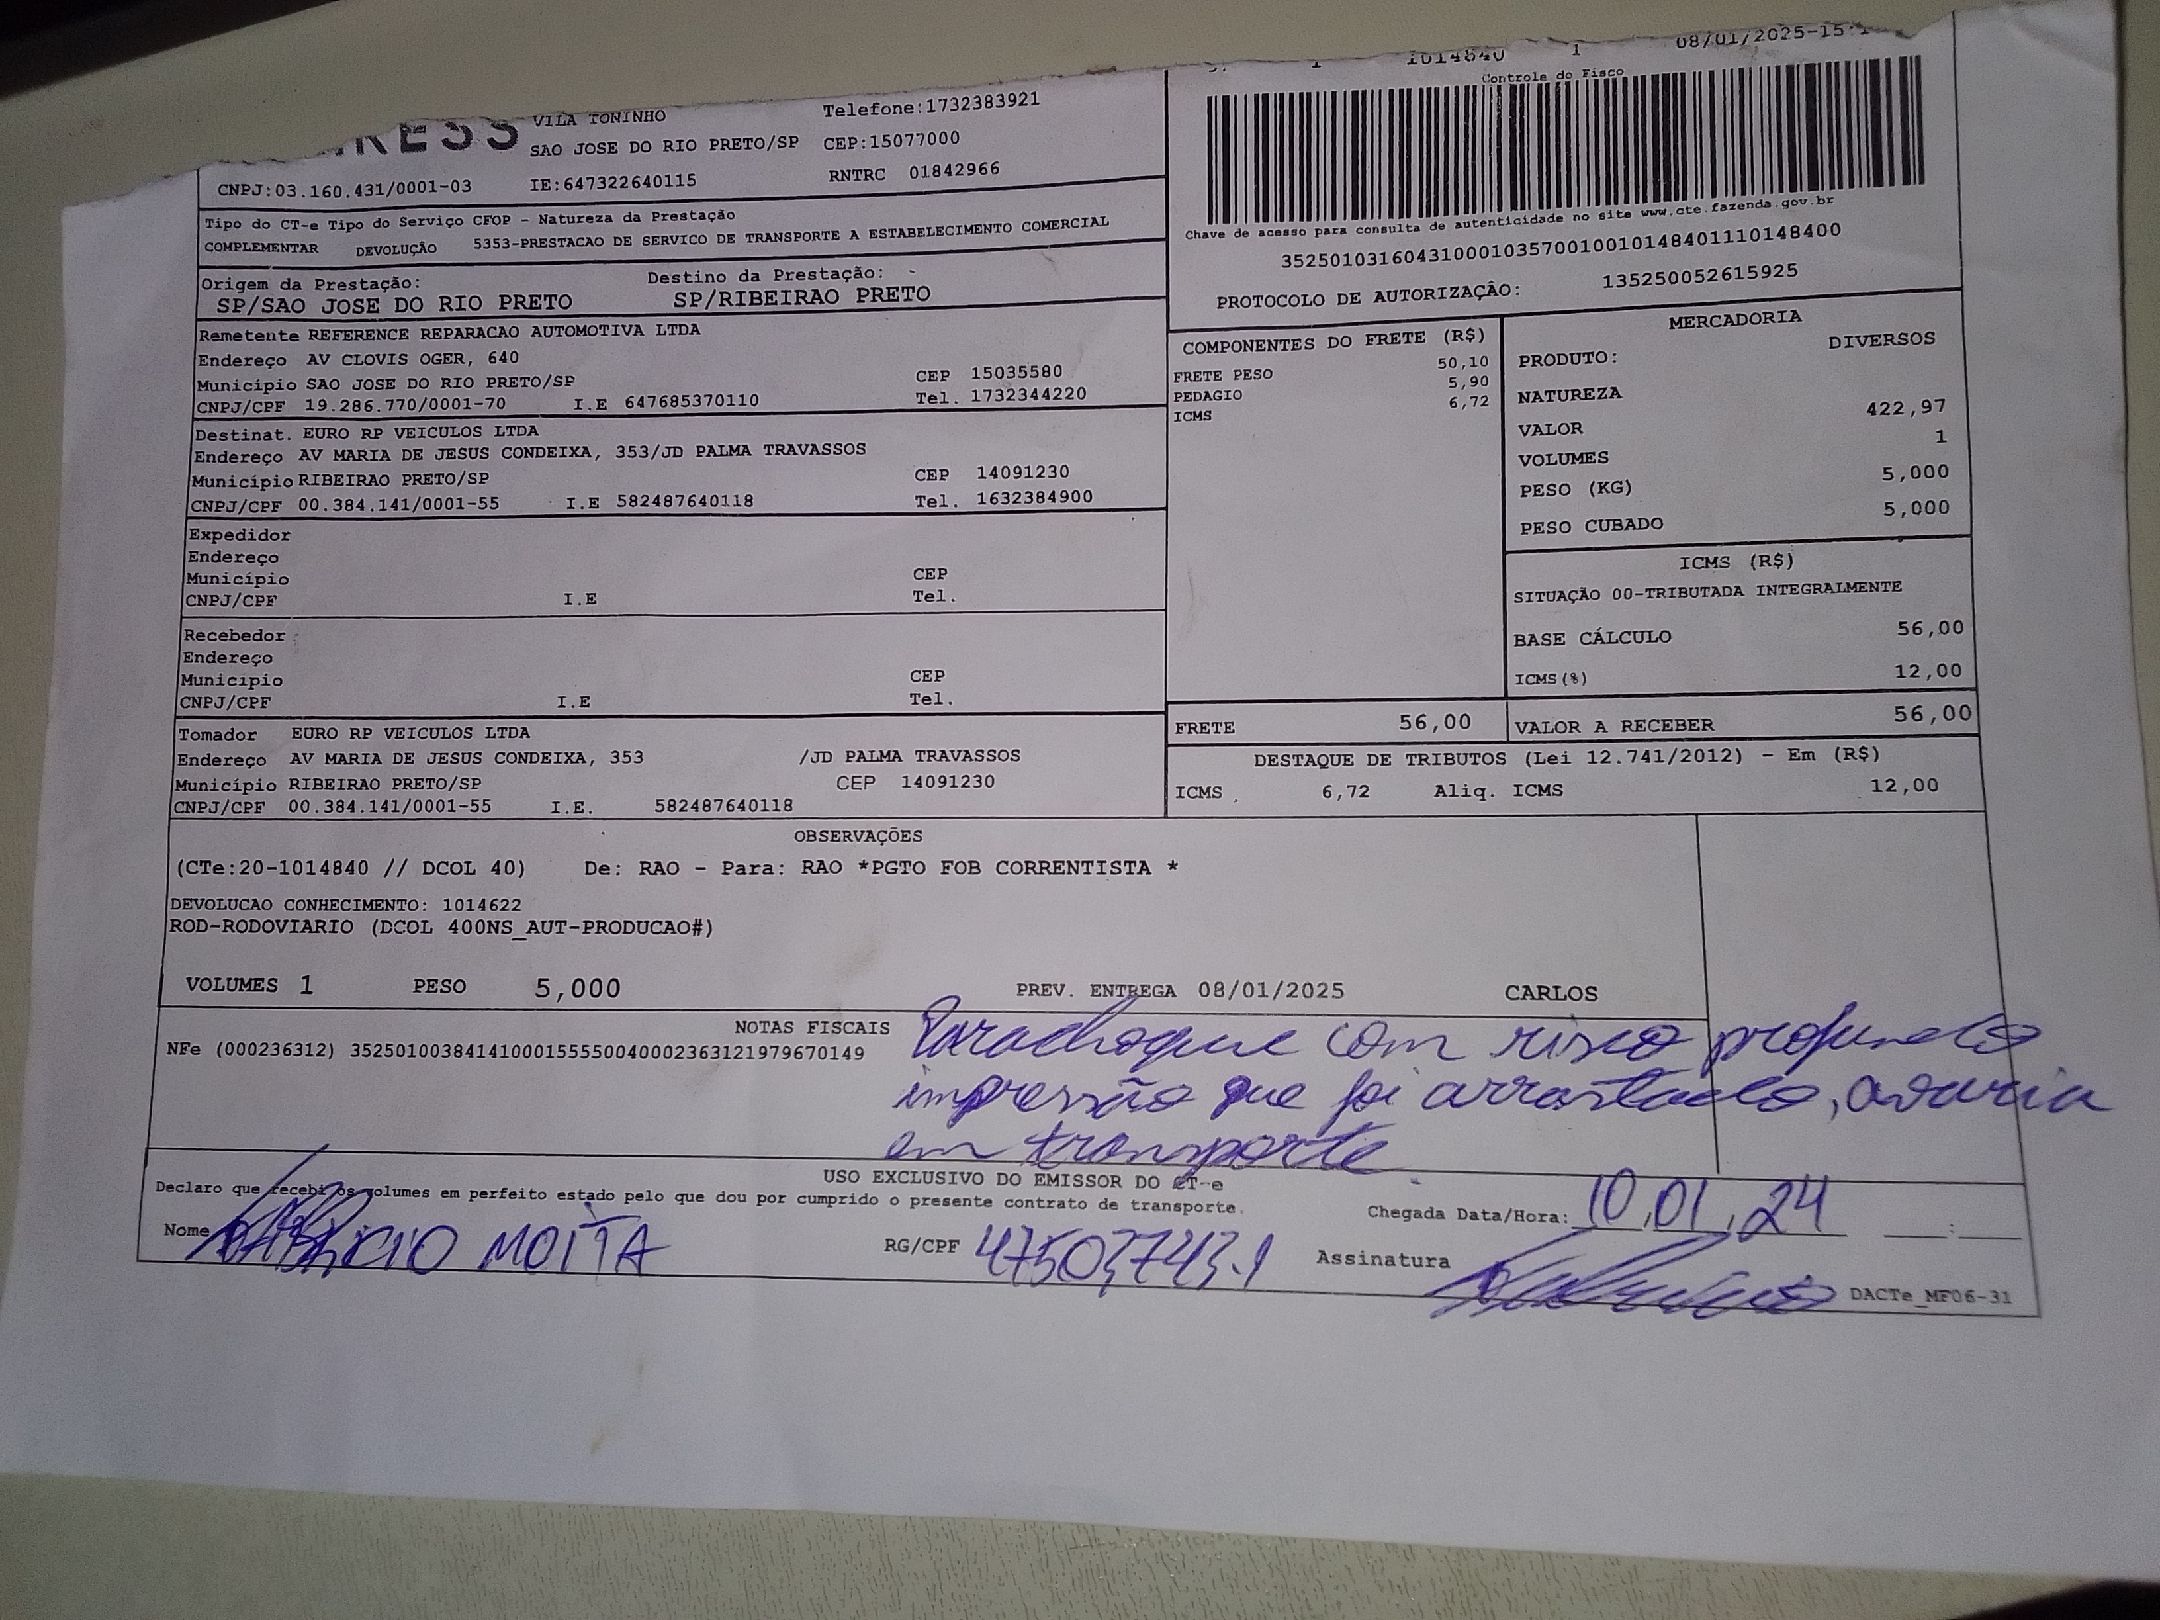 1014840 1 08/01/2025-15:1
Controle do Fisco
RESS
VILA TONINHO Telefone:1732383921
SAO JOSE DO RIO PRETO/SP CEP:15077000
CNPJ:03.160.431/0001-03 IE:647322640115 RNTRC 01842966
Chave de acesso para consulta de autenticidade no site www.cte.fazenda.gov.br
35250103160431000103570010010148401110148400
PROTOCOLO DE AUTORIZAÇÃO: 135250052615925
Tipo do CT-e Tipo do Serviço CFOP - Natureza da Prestação
COMPLEMENTAR DEVOLUÇÃO 5353-PRESTACAO DE SERVICO DE TRANSPORTE A ESTABELECIMENTO COMERCIAL
Origem da Prestação: Destino da Prestação: -
SP/SAO JOSE DO RIO PRETO SP/RIBEIRAO PRETO
Remetente REFERENCE REPARACAO AUTOMOTIVA LTDA
Endereço AV CLOVIS OGER, 640
Município SAO JOSE DO RIO PRETO/SP CEP 15035580
CNPJ/CPF 19.286.770/0001-70 I.E 647685370110 Tel. 1732344220
Destinat. EURO RP VEICULOS LTDA
Endereço AV MARIA DE JESUS CONDEIXA, 353/JD PALMA TRAVASSOS
Município RIBEIRAO PRETO/SP CEP 14091230
CNPJ/CPF 00.384.141/0001-55 I.E 582487640118 Tel. 1632384900
Expedidor
Endereço
Município CEP
CNPJ/CPF I.E Tel.
Recebedor
Endereço
Município CEP
CNPJ/CPF I.E Tel.
Tomador EURO RP VEICULOS LTDA
Endereço AV MARIA DE JESUS CONDEIXA, 353 /JD PALMA TRAVASSOS
Município RIBEIRAO PRETO/SP CEP 14091230
CNPJ/CPF 00.384.141/0001-55 I.E. 582487640118
COMPONENTES DO FRETE (R$)
FRETE PESO 50,10
PEDAGIO 5,90
ICMS 6,72
MERCADORIA
PRODUTO: DIVERSOS
NATUREZA
VALOR 422,97
VOLUMES 1
PESO (KG) 5,000
PESO CUBADO 5,000
ICMS (R$)
SITUAÇÃO 00-TRIBUTADA INTEGRALMENTE
BASE CÁLCULO 56,00
ICMS(%) 12,00
FRETE 56,00 VALOR A RECEBER 56,00
DESTAQUE DE TRIBUTOS (Lei 12.741/2012) - Em (R$)
ICMS 6,72 Aliq. ICMS 12,00
OBSERVAÇÕES
(CTe:20-1014840 // DCOL 40) De: RAO - Para: RAO *PGTO FOB CORRENTISTA *
DEVOLUCAO CONHECIMENTO: 1014622
ROD-RODOVIARIO (DCOL 400NS_AUT-PRODUCAO#)
VOLUMES 1 PESO 5,000 PREV. ENTREGA 08/01/2025 CARLOS
NOTAS FISCAIS
NFe (000236312) 35250100384141000155550040002363121979670149
Parachoque com risco profundo
impressão que foi arrastado, avaria
em transporte
USO EXCLUSIVO DO EMISSOR DO CT-e
Declaro que recebi os volumes em perfeito estado pelo que dou por cumprido o presente contrato de transporte.
Chegada Data/Hora: 10,01,24 :
Nome FABRICIO MOITA RG/CPF 47503743-1 Assinatura
DACTe_MF06-31